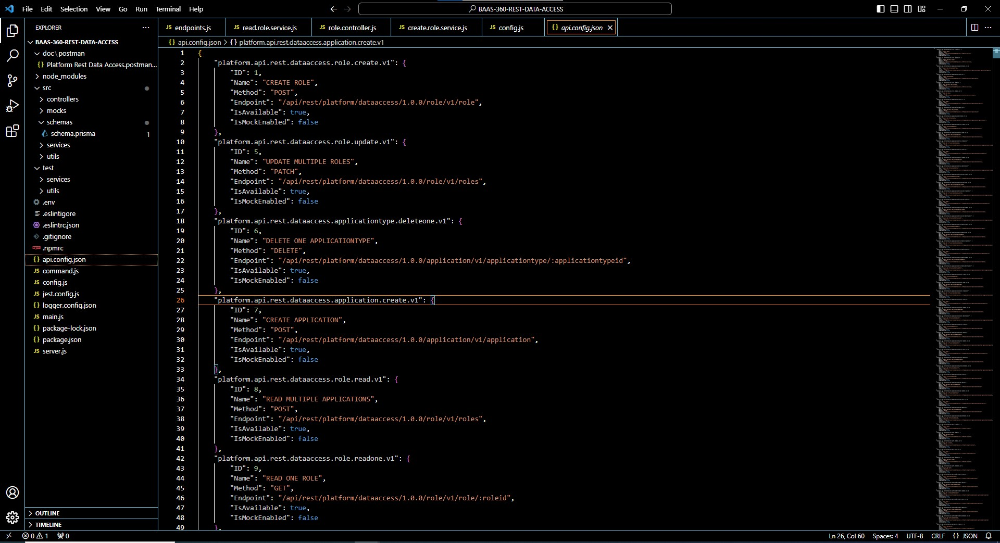 File Edit Selection View Go Run Terminal Help
BAAS-360-REST-DATA-ACCESS
EXPLORER
BAAS-360-REST-DATA-ACCESS
doc\postman
{} Platform Rest Data Access.postman...
node_modules
src
controllers
mocks
schemas
schema.prisma 1
services
utils
test
services
utils
.env
.eslintigore
.eslintrc.json
.gitignore
.npmrc
{} api.config.json
JS command.js
JS config.js
JS jest.config.js
{} logger.config.json
JS main.js
{} package-lock.json
{} package.json
JS server.js
OUTLINE
TIMELINE
JS endpoints.js JS read.role.service.js JS role.controller.js JS create.role.service.js JS config.js {} api.config.json
{} api.config.json > {} platform.api.rest.dataaccess.application.create.v1
1 {
2 "platform.api.rest.dataaccess.role.create.v1": {
3 "ID": 1,
4 "Name": "CREATE ROLE",
5 "Method": "POST",
6 "Endpoint": "/api/rest/platform/dataaccess/1.0.0/role/v1/role",
7 "IsAvailable": true,
8 "IsMockEnabled": false
9 },
10 "platform.api.rest.dataaccess.role.update.v1": {
11 "ID": 5,
12 "Name": "UPDATE MULTIPLE ROLES",
13 "Method": "PATCH",
14 "Endpoint": "/api/rest/platform/dataaccess/1.0.0/role/v1/roles",
15 "IsAvailable": true,
16 "IsMockEnabled": false
17 },
18 "platform.api.rest.dataaccess.applicationtype.deleteone.v1": {
19 "ID": 6,
20 "Name": "DELETE ONE APPLICATIONTYPE",
21 "Method": "DELETE",
22 "Endpoint": "/api/rest/platform/dataaccess/1.0.0/application/v1/applicationtype/:applicationtypeid",
23 "IsAvailable": true,
24 "IsMockEnabled": false
25 },
26 "platform.api.rest.dataaccess.application.create.v1": {
27 "ID": 7,
28 "Name": "CREATE APPLICATION",
29 "Method": "POST",
30 "Endpoint": "/api/rest/platform/dataaccess/1.0.0/application/v1/application",
31 "IsAvailable": true,
32 "IsMockEnabled": false
33 },
34 "platform.api.rest.dataaccess.role.read.v1": {
35 "ID": 8,
36 "Name": "READ MULTIPLE APPLICATIONS",
37 "Method": "POST",
38 "Endpoint": "/api/rest/platform/dataaccess/1.0.0/role/v1/roles",
39 "IsAvailable": true,
40 "IsMockEnabled": false
41 },
42 "platform.api.rest.dataaccess.role.readone.v1": {
43 "ID": 9,
44 "Name": "READ ONE ROLE",
45 "Method": "GET",
46 "Endpoint": "/api/rest/platform/dataaccess/1.0.0/role/v1/role/:roleid",
47 "IsAvailable": true,
48 "IsMockEnabled": false
49 },
0 1 0 Ln 26, Col 60 Spaces: 4 UTF-8 CRLF {} JSON